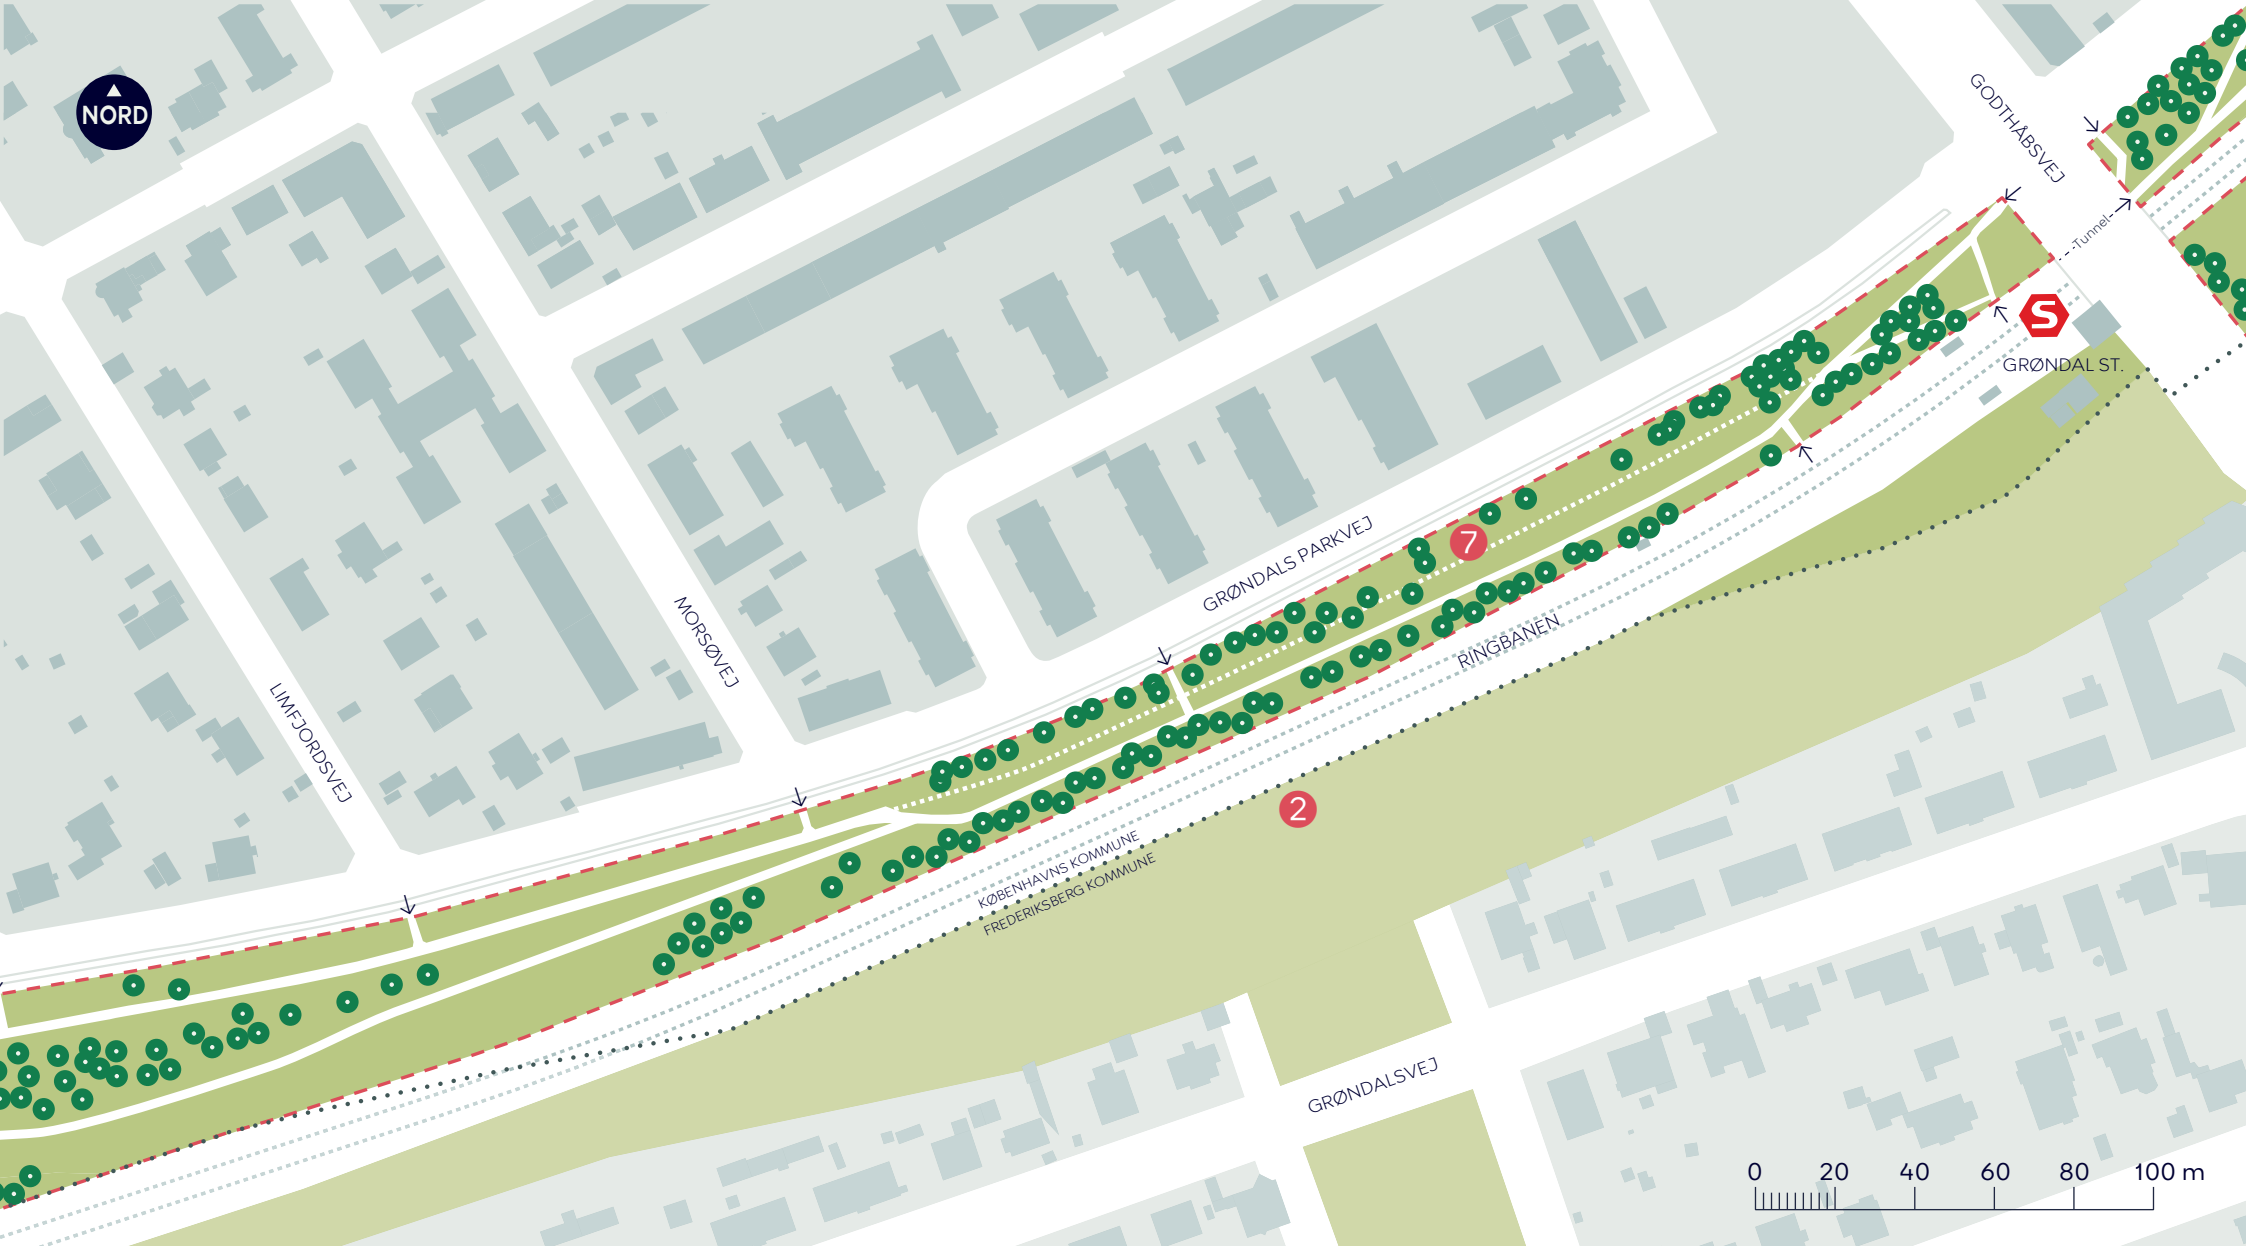 NORD
GODTHÅBSVEJ
--Tunnel-
S
GRØNDAL ST.
GRØNDALS PARKVEJ
7
MORSØVEJ
RINGBANEN
LIMFJORDSVEJ
2
KØBENHAVNS KOMMUNE
FREDERIKSBERG KOMMUNE
GRØNDALSVEJ
0 20 40 60 80 100 m